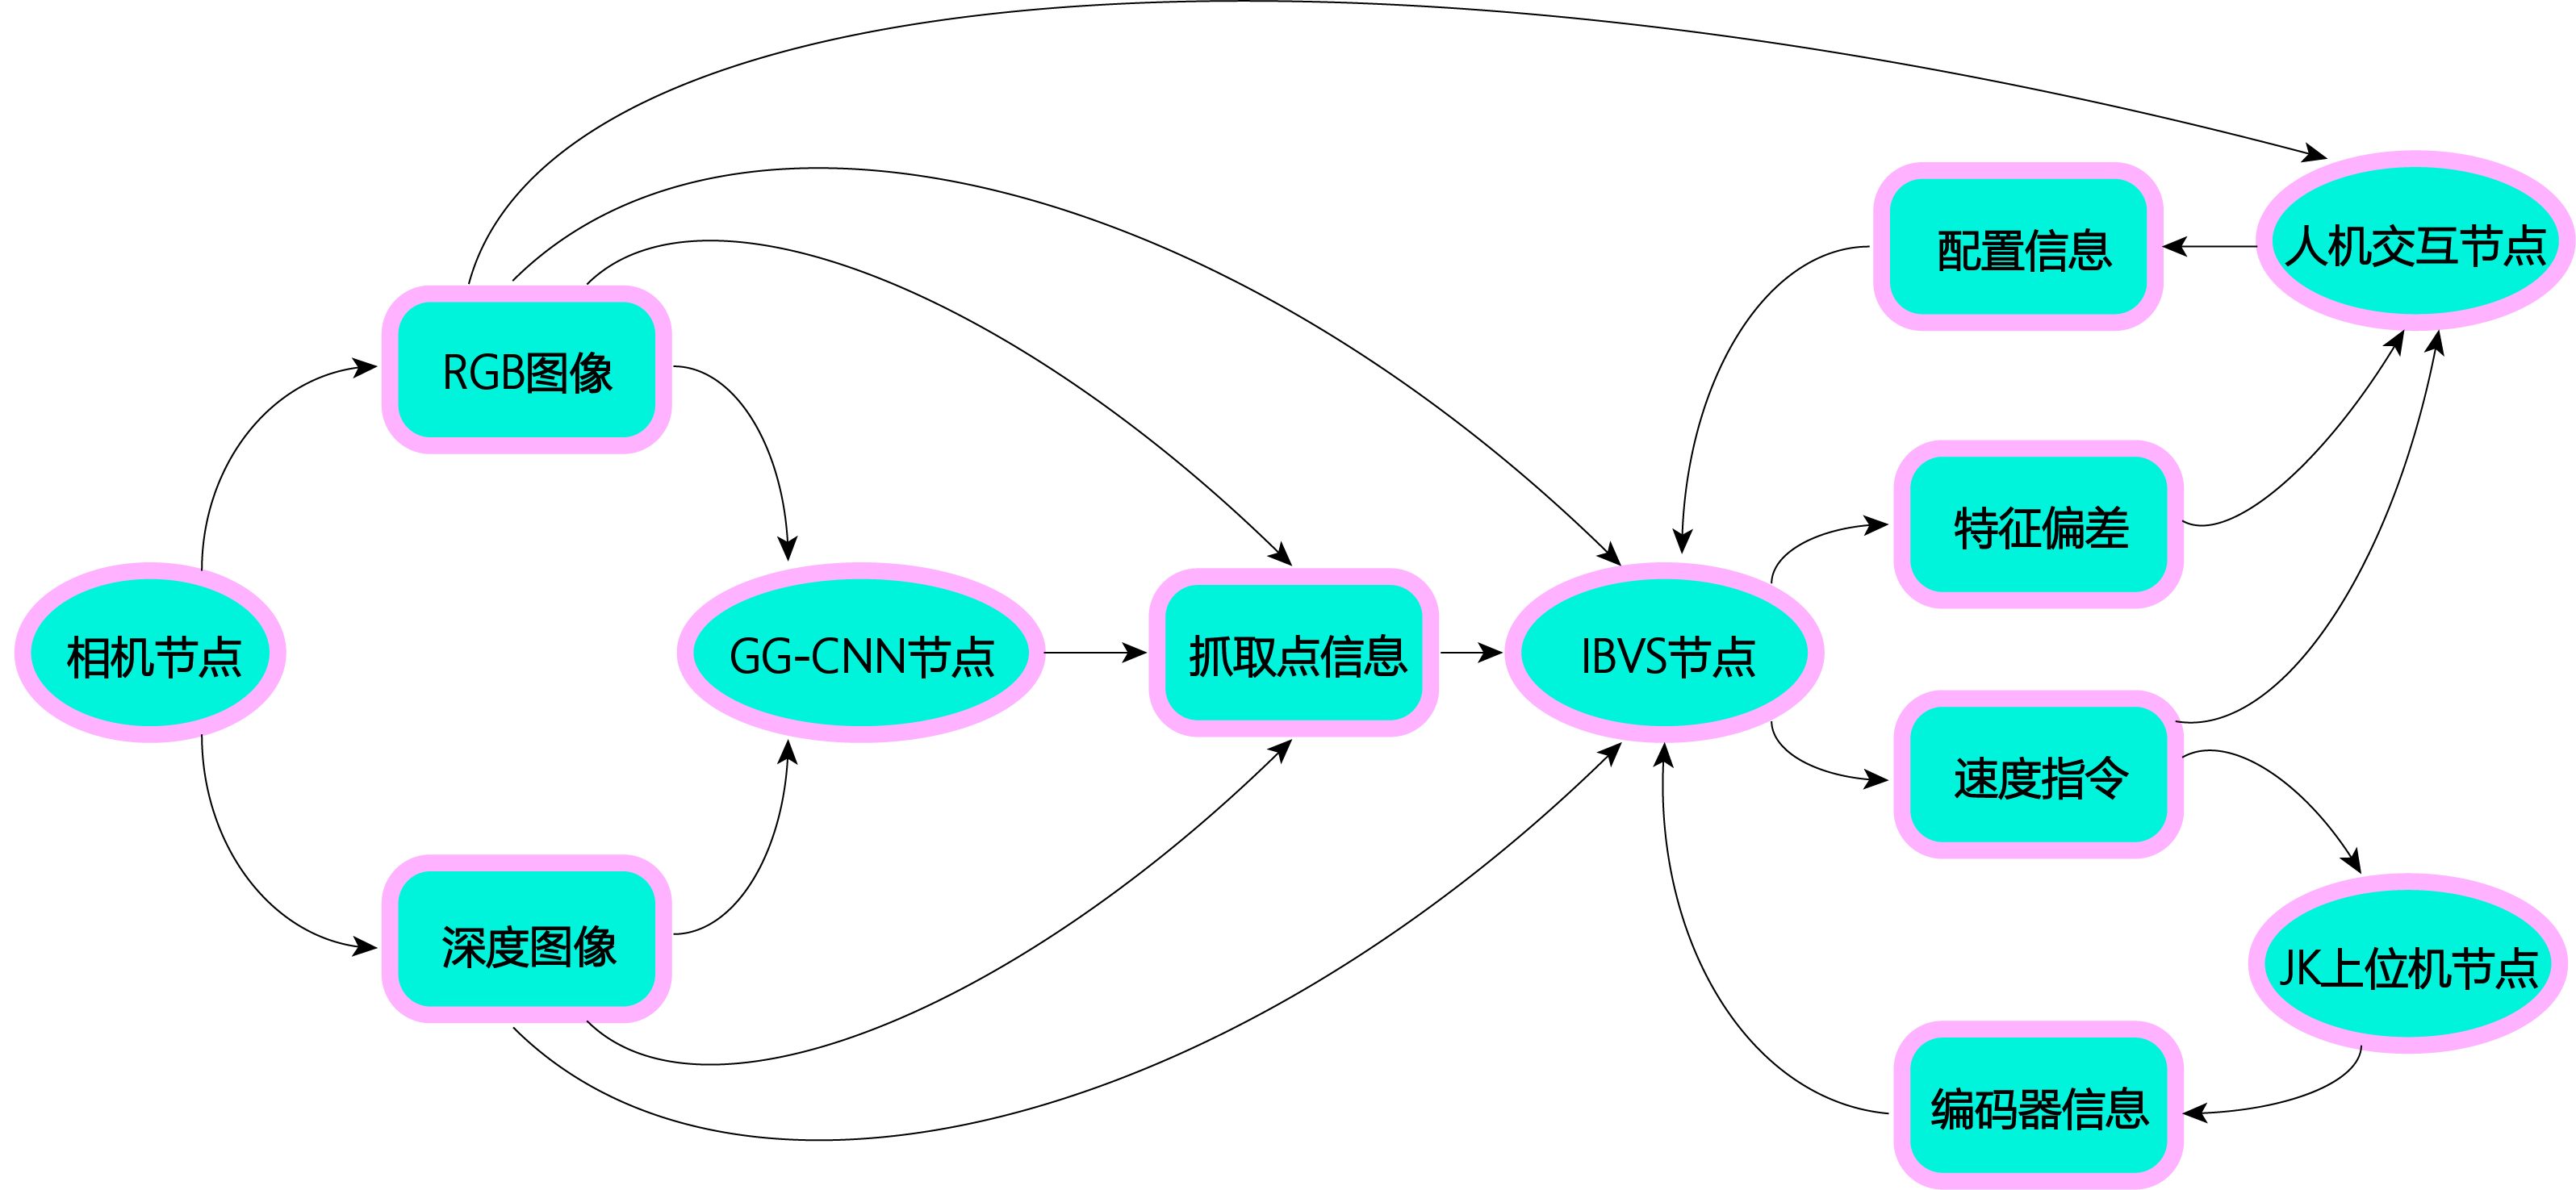 配置信息
人机交互节点
RGB图像
特征偏差
相机节点
GG-CNN节点
抓取点信息
IBVS节点
速度指令
深度图像
JK上位机节点
编码器信息